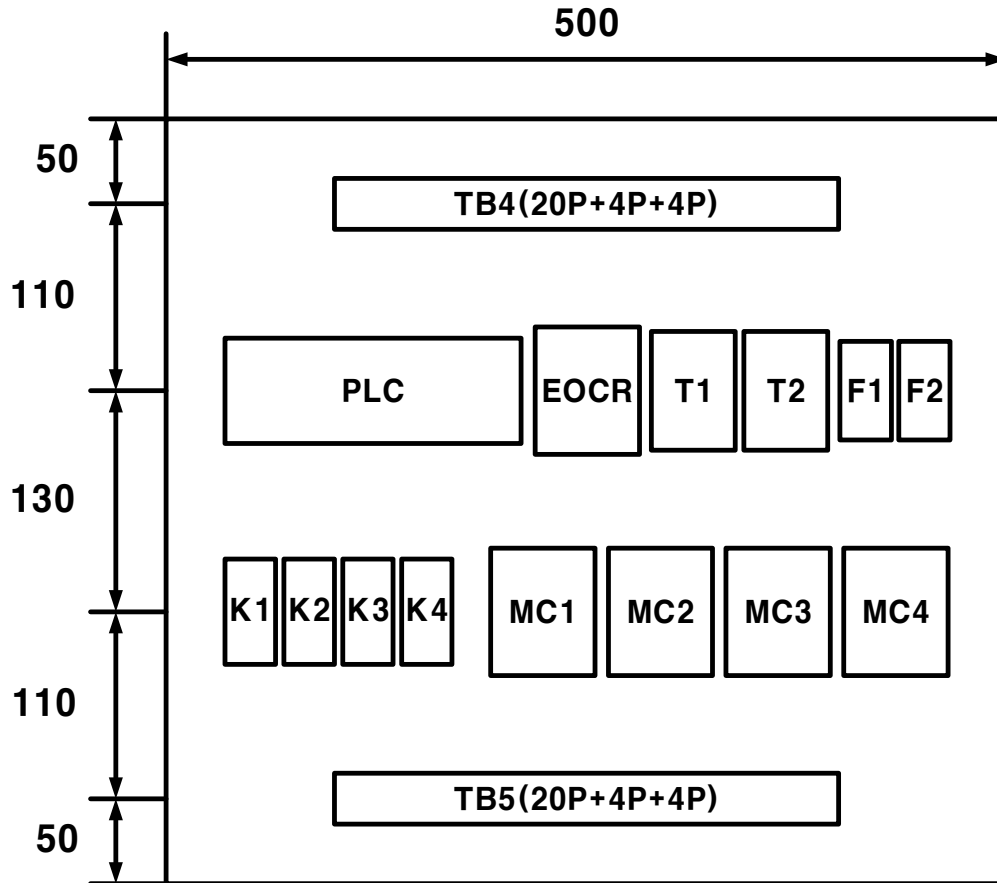 500
50
TB4(20P+4P+4P)
110
PLC
EOCR
T1
T2
F1
F2
130
K1
K2
K3
K4
MC1
MC2
MC3
MC4
110
TB5(20P+4P+4P)
50